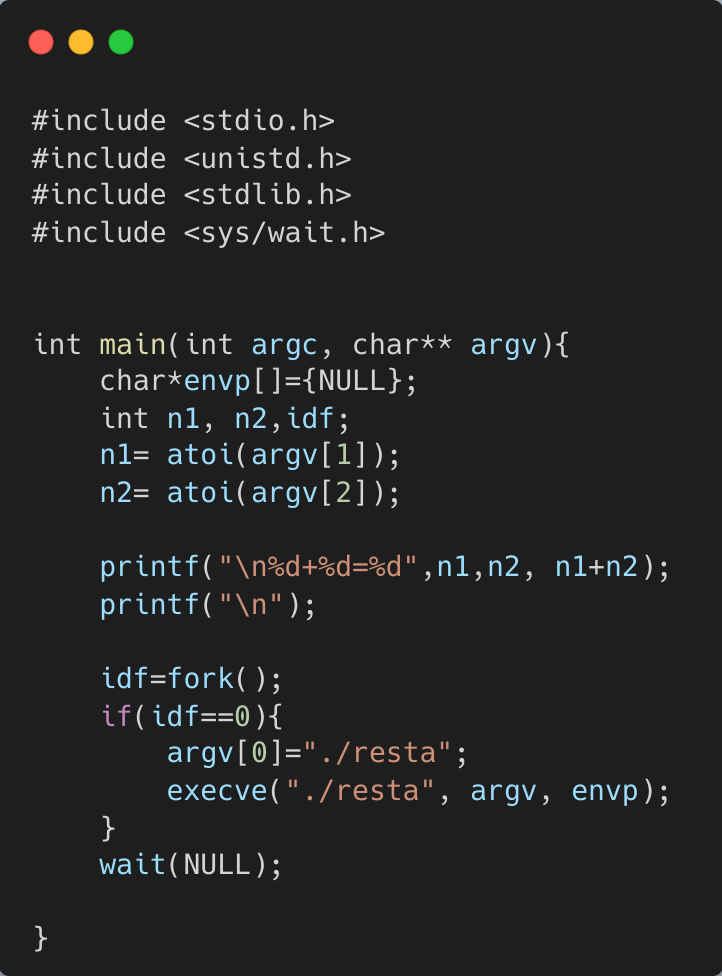 #include <stdio.h>
#include <unistd.h>
#include <stdlib.h>
#include <sys/wait.h>
int main(int argc, char** argv){
    char*envp[]={NULL};
    int n1, n2,idf;
    n1= atoi(argv[1]);
    n2= atoi(argv[2]);
    printf("\n%d+%d=%d",n1,n2, n1+n2);
    printf("\n");
    idf=fork();
    if(idf==0){
        argv[0]="./resta";
        execve("./resta", argv, envp);
    }
    wait(NULL);
}